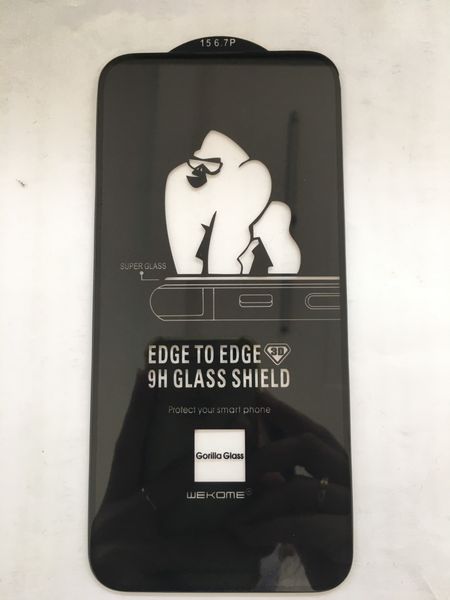 15 6.7P
SUPER GLASS
EDGE TO EDGE 3D
9H GLASS SHIELD
Protect your smart phone
Gorilla Glass
WEKOME®